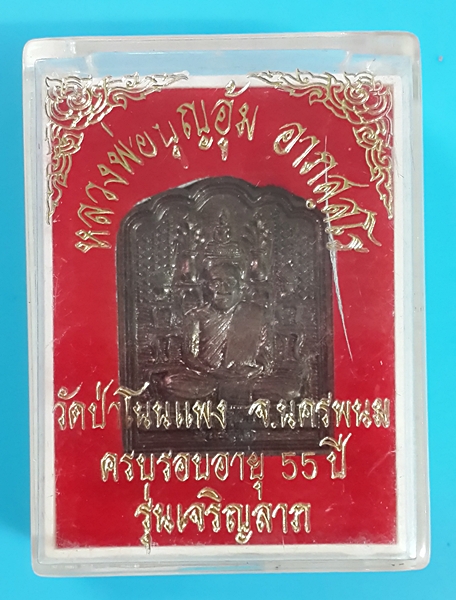 หลวงพ่อบุญอุ้ม อาภสฺสโร
วัดป่าโนนแพง จ.นครพนม
ครบรอบอายุ 55 ปี
รุ่นเจริญลาภ